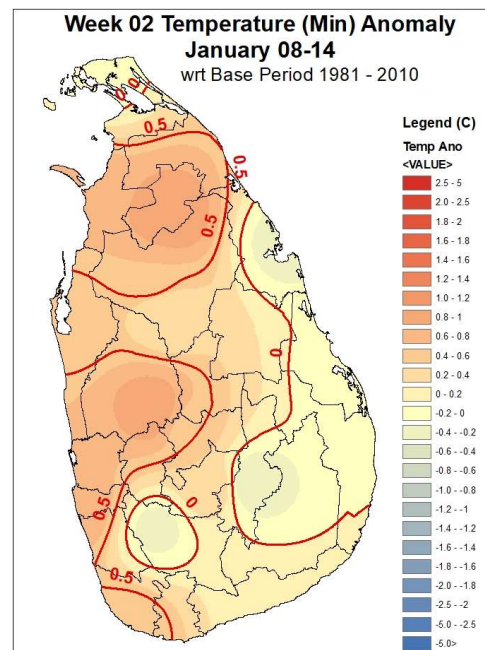 Week 02 Temperature (Min) Anomaly
January 08-14
wrt Base Period 1981 - 2010
0
0
0.5
0.5
0.5
0
0
0.5
0.5
Legend (C)
Temp Ano
<VALUE>
2.5 - 5
2.0 - 2.5
1.8 - 2
1.6 - 1.8
1.4 - 1.6
1.2 - 1.4
1.0 - 1.2
0.8 - 1
0.6 - 0.8
0.4 - 0.6
0.2 - 0.4
0 - 0.2
-0.2 - 0
-0.4 - -0.2
-0.6 - -0.4
-0.8 - -0.6
-1.0 - -0.8
-1.2 - -1
-1.4 - -1.2
-1.6 - -1.4
-1.8 - -1.6
-2.0 - -1.8
-2.5 - -2
-5.0 - -2.5
-5.0>